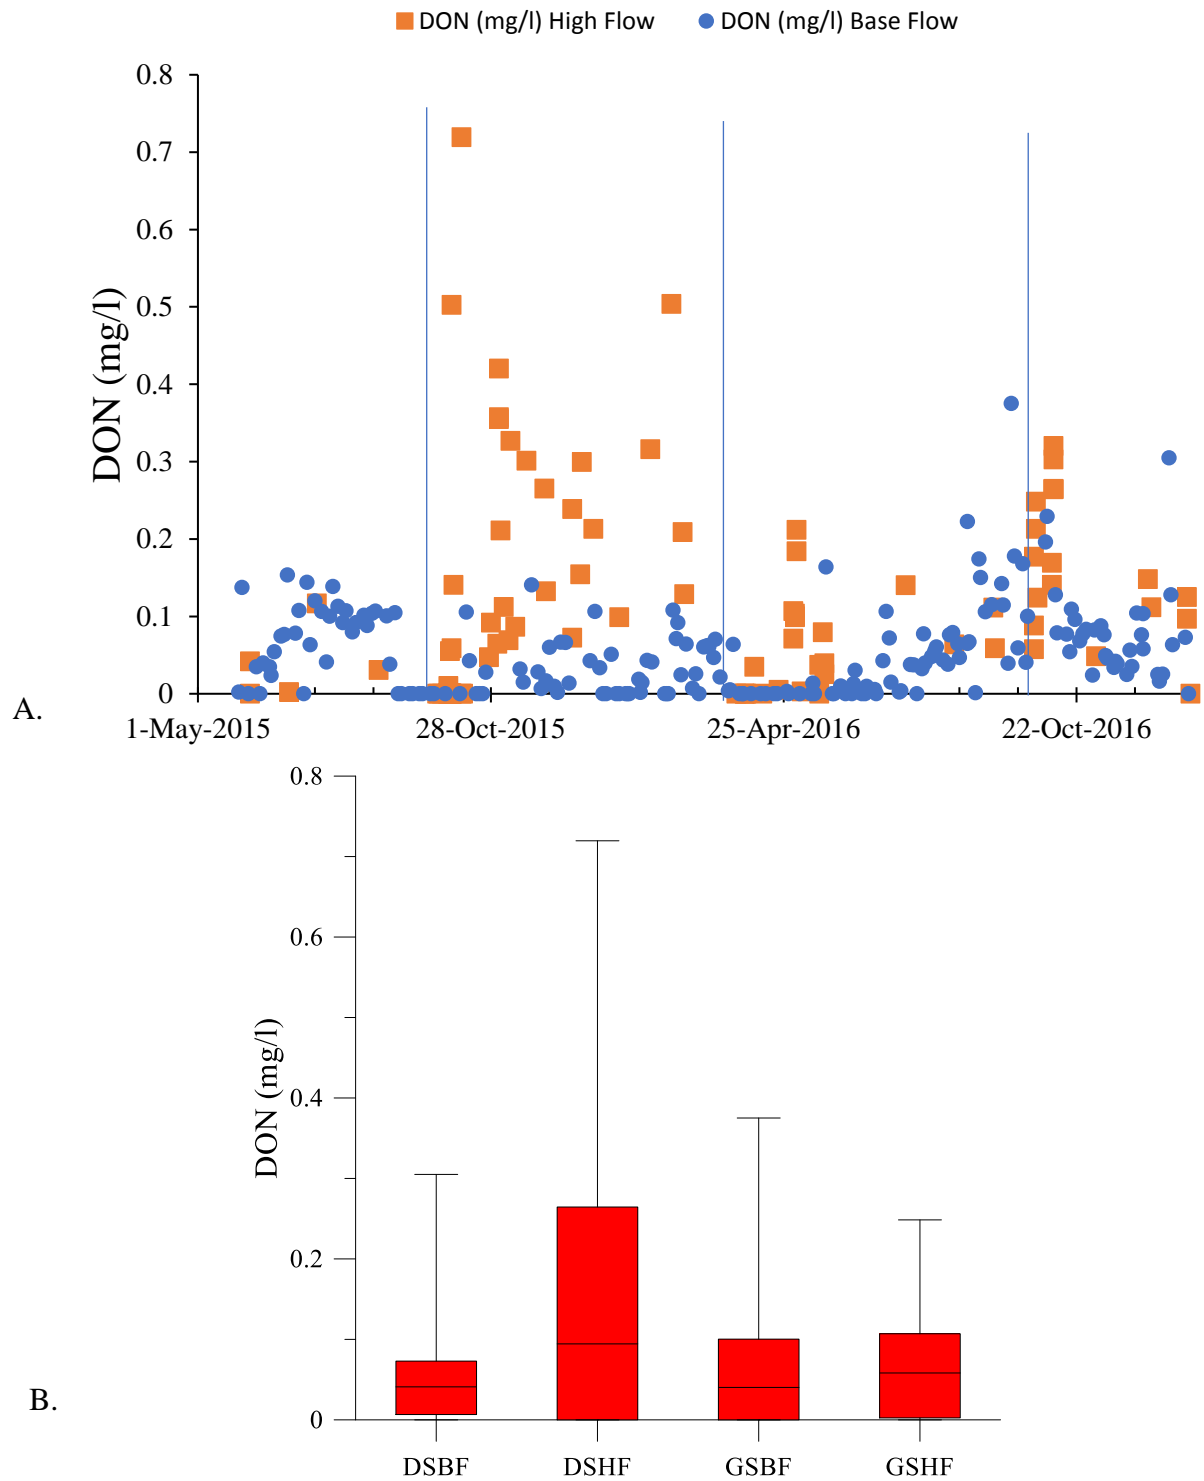 DON (mg/l) High Flow DON (mg/l) Base Flow
0.8
0.7
0.6
0.5
0.4
0.3
0.2
0.1
0
DON (mg/l)
A.
1-May-2015 28-Oct-2015 25-Apr-2016 22-Oct-2016
0.8
0.6
0.4
0.2
0
DON (mg/l)
B.
DSBF DSHF GSBF GSHF